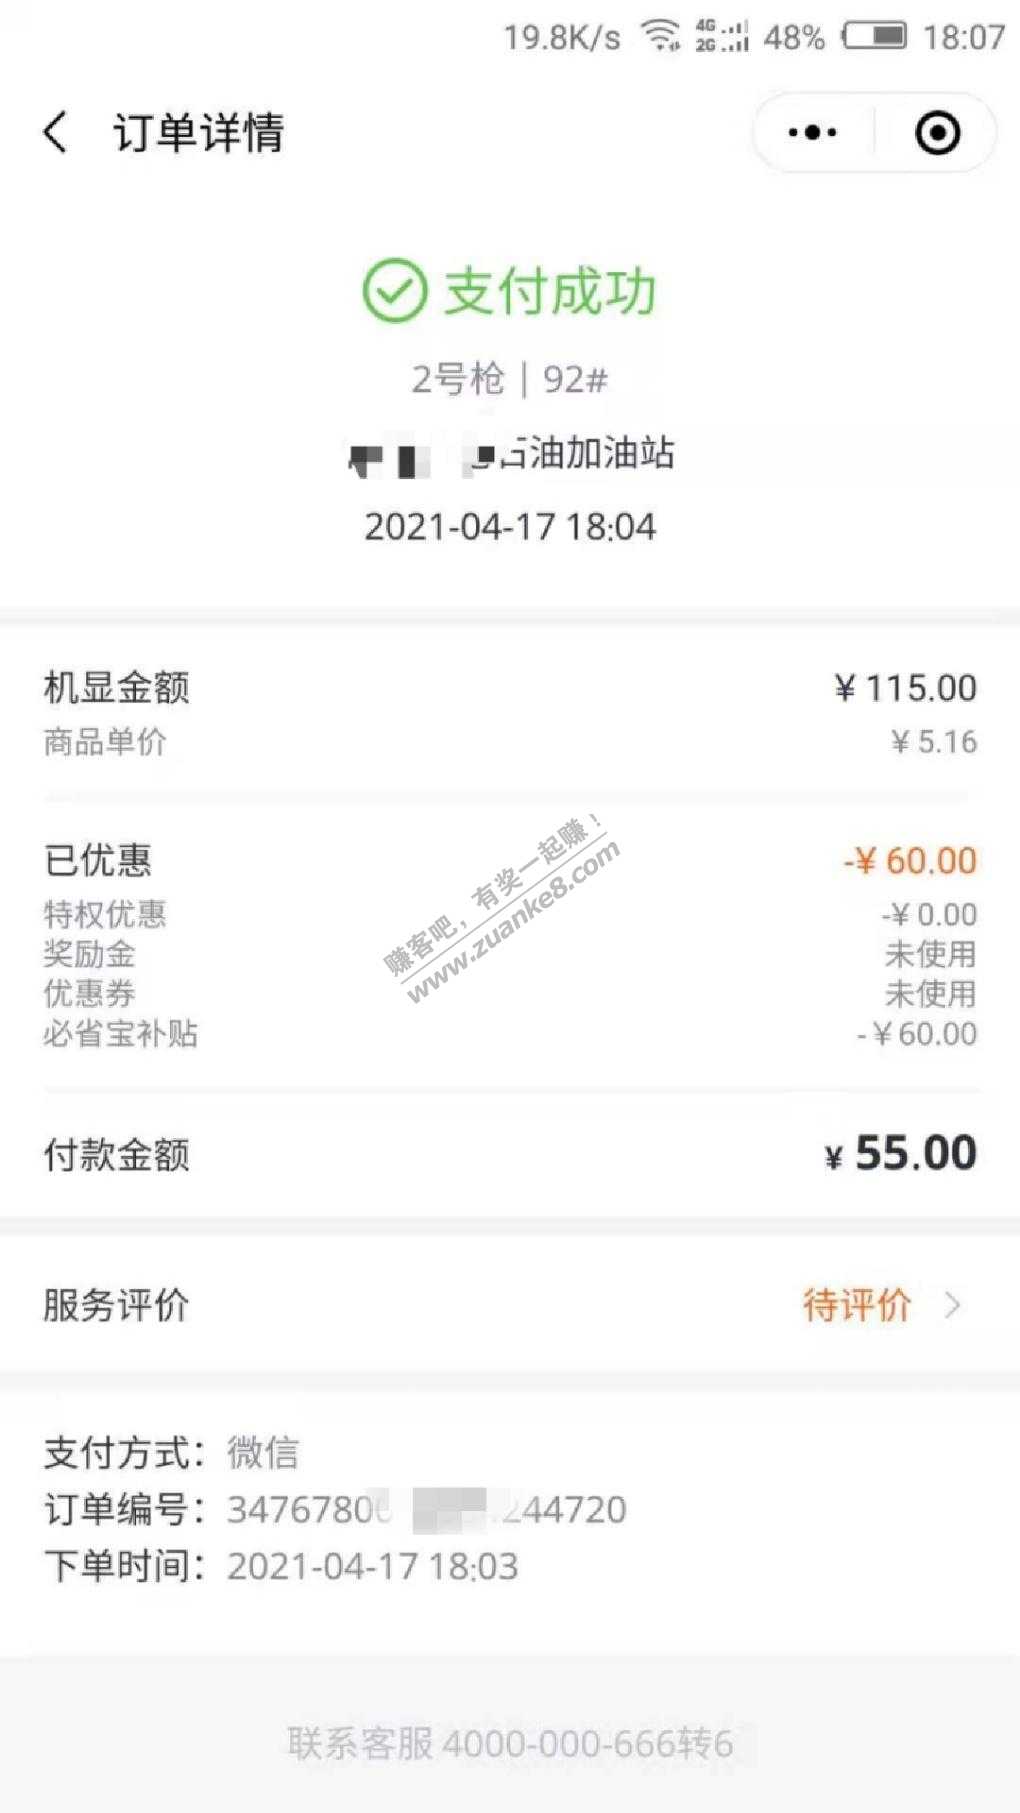 19.8K/s 4G 2G 48% 18:07
订单详情
支付成功
2号枪 | 92#
石油加油站
2021-04-17 18:04
机显金额 ¥ 115.00
商品单价 ¥ 5.16
已优惠 -¥ 60.00
特权优惠 -¥ 0.00
奖励金 未使用
优惠券 未使用
必省宝补贴 -¥60.00
赚客吧，有奖一起赚！
www.zuanke8.com
付款金额 ¥ 55.00
服务评价 待评价
支付方式：微信
订单编号：3476780 244720
下单时间：2021-04-17 18:03
联系客服 4000-000-666转6